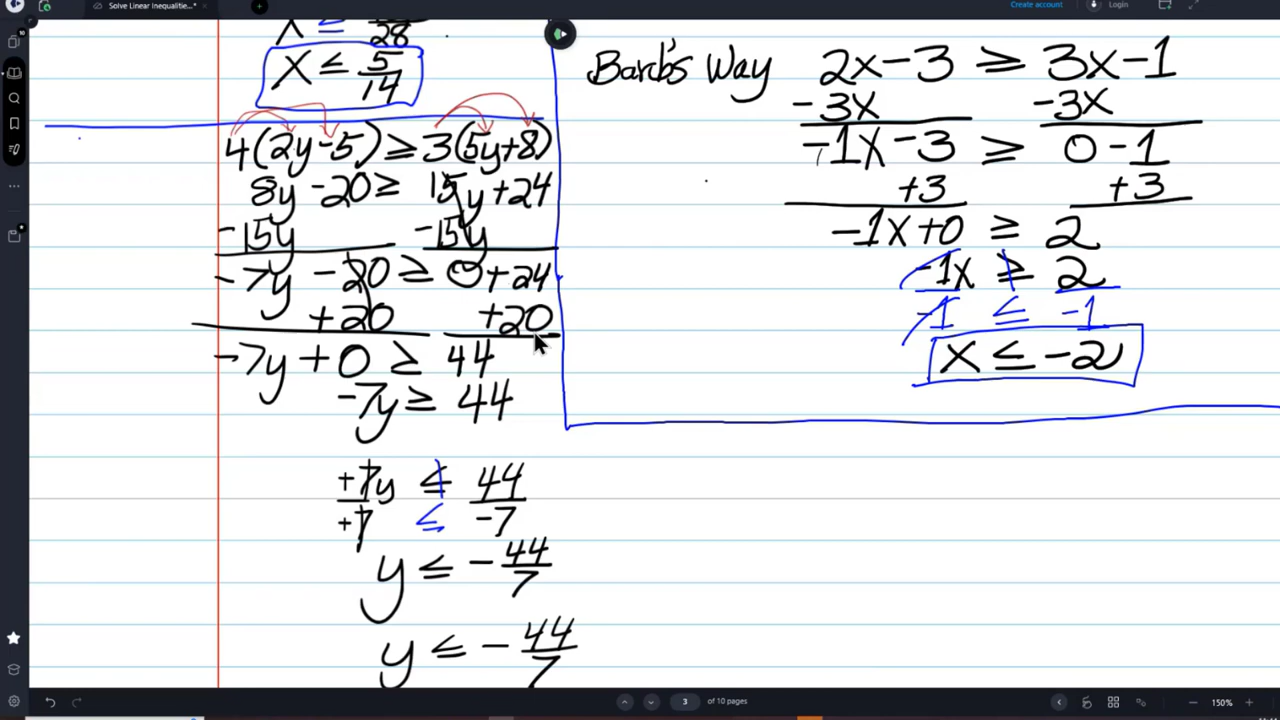 Solve Linear Inequalitie...*
Create account
Login
28
x ≤ 5/14
4(2y-5) ≥ 3(5y+8)
8y -20 ≥ 15y +24
-15y -15y
-7y -20 ≥ 0+24
+20 +20
-7y + 0 ≥ 44
-7y ≥ 44
+7y ≤ 44
+7 ≤ -7
y ≤ - 44/7
y ≤ - 44/7
Barb's Way
2x-3 ≥ 3x-1
-3x -3x
-1x-3 ≥ 0-1
+3 +3
-1x+0 ≥ 2
-1x ≥ 2
-1 ≤ -1
x ≤ -2
3 of 10 pages
150%